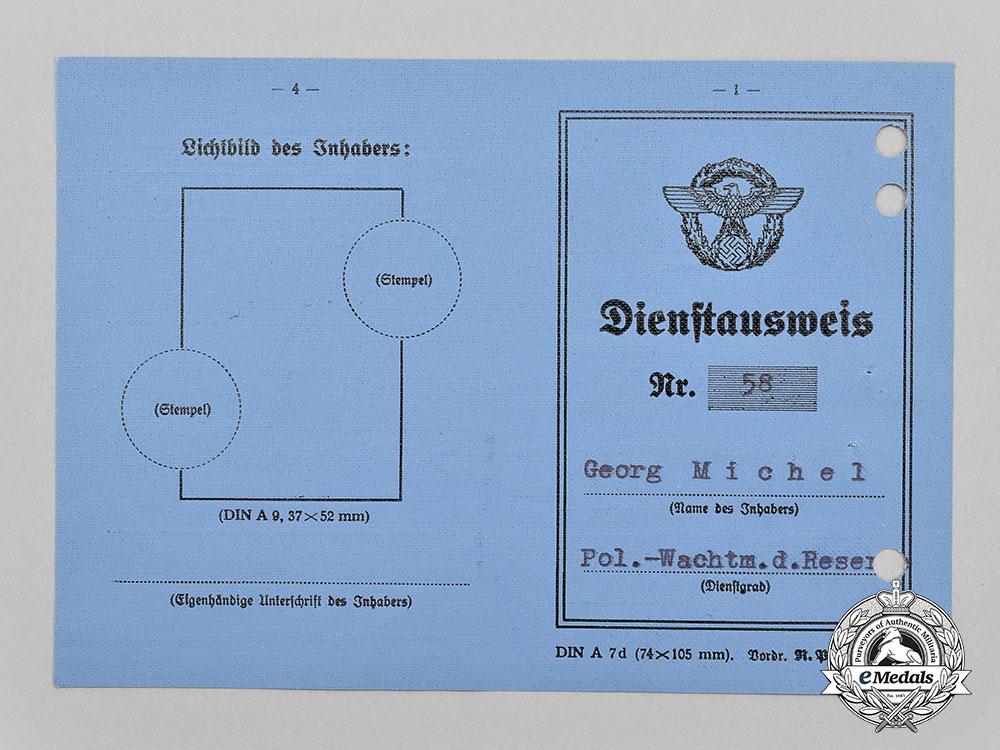 — 4 —
Lichtbild des Inhabers:
(Stempel)
(Stempel)
(DIN A 9, 37×52 mm)
(Eigenhändige Unterschrift des Inhabers)
— 1 —
Dienstausweis
Nr. 58
Georg Michel
(Name des Inhabers)
Pol.-Wachtm.d.Reser
(Dienstgrad)
DIN A 7d (74×105 mm). Vordr. R. P
Purveyors of Authentic Militaria
eMedals